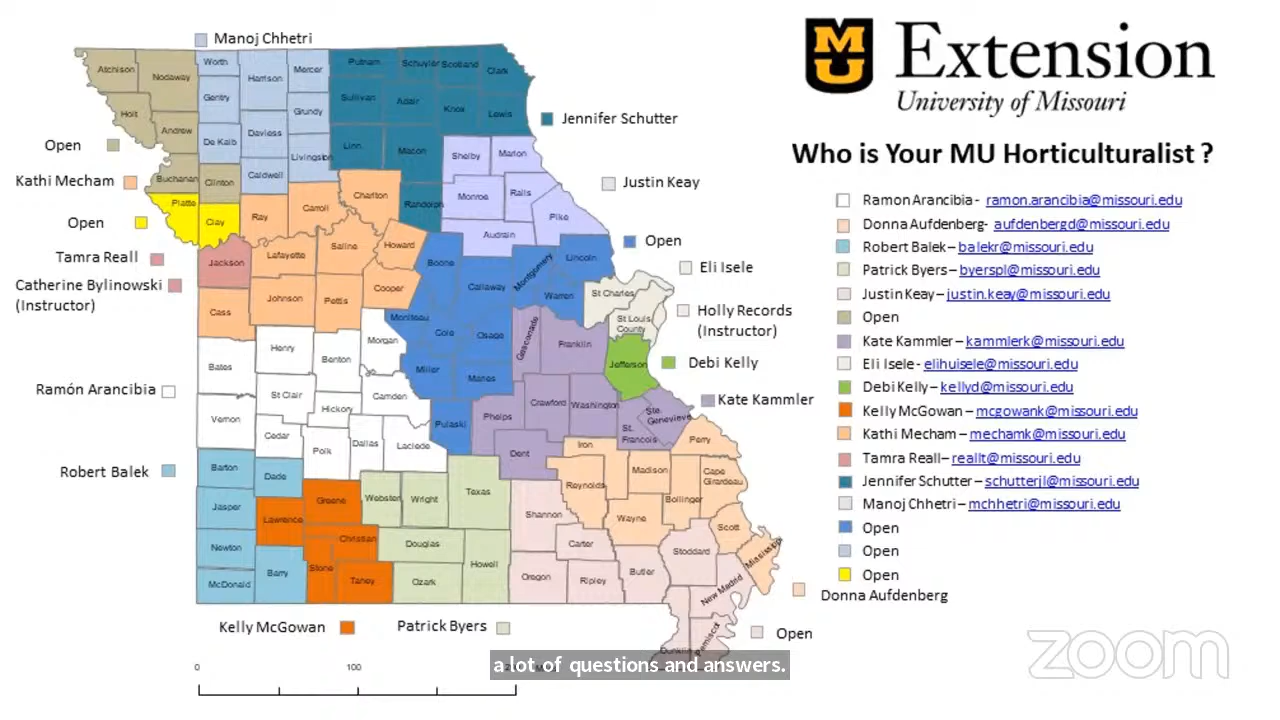 Manoj Chhetri
Jennifer Schutter
Open
Kathi Mecham
Open
Tamra Reall
Catherine Bylinowski
(Instructor)
Justin Keay
Open
Eli Isele
Holly Records
(Instructor)
Debi Kelly
Kate Kammler
Ramón Arancibia
Robert Balek
Kelly McGowan
Patrick Byers
Donna Aufdenberg
Open
Atchison
Nodaway
Worth
Harrison
Mercer
Putnam
Schuyler
Scotland
Clark
Holt
Andrew
Gentry
Grundy
Sullivan
Adair
Knox
Lewis
De Kalb
Daviess
Livingston
Linn
Macon
Shelby
Marion
Buchanan
Clinton
Caldwell
Chariton
Randolph
Monroe
Ralls
Pike
Platte
Clay
Ray
Carroll
Saline
Howard
Audrain
Jackson
Lafayette
Cooper
Boone
Callaway
Montgomery
Lincoln
Warren
St Charles
St Louis
County
Cass
Johnson
Pettis
Moniteau
Cole
Osage
Gasconade
Franklin
Jefferson
Bates
Henry
Benton
Morgan
Miller
Maries
Crawford
Washington
Ste.
Genevieve
St.
Francois
Vernon
St Clair
Hickory
Camden
Pulaski
Phelps
Dent
Iron
Perry
Cedar
Polk
Dallas
Laclede
Texas
Reynolds
Madison
Cape
Girardeau
Bollinger
Barton
Dade
Greene
Webster
Wright
Shannon
Wayne
Scott
Jasper
Lawrence
Christian
Douglas
Howell
Carter
Stoddard
Mississippi
Newton
Barry
Stone
Taney
Ozark
Oregon
Ripley
Butler
New Madrid
McDonald
Pemiscot
Dunklin
0
100
MU
Extension
University of Missouri
Who is Your MU Horticulturalist ?
Ramon Arancibia - ramon.arancibia@missouri.edu
Donna Aufdenberg- aufdenbergd@missouri.edu
Robert Balek - balekr@missouri.edu
Patrick Byers – byerspl@missouri.edu
Justin Keay – justin.keay@missouri.edu
Open
Kate Kammler – kammlerk@missouri.edu
Eli Isele - elihuisele@missouri.edu
Debi Kelly – kellyd@missouri.edu
Kelly McGowan – mcgowank@missouri.edu
Kathi Mecham – mechamk@missouri.edu
Tamra Reall– reallt@missouri.edu
Jennifer Schutter – schutterjl@missouri.edu
Manoj Chhetri – mchhetri@missouri.edu
Open
Open
Open
a lot of questions and answers.
zoom